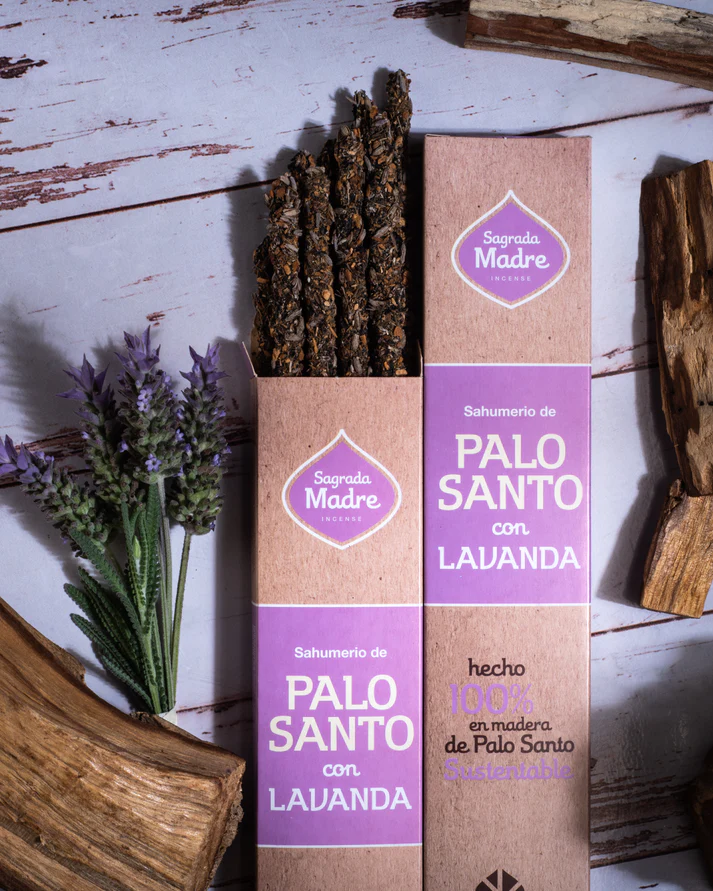 Sagrada
Madre
INCENSE
Sahumerio de
PALO
SANTO
con
LAVANDA
Sagrada
Madre
INCENSE
Sahumerio de
PALO
SANTO
con
LAVANDA
hecho
100%
en madera
de Palo Santo
Sustentable